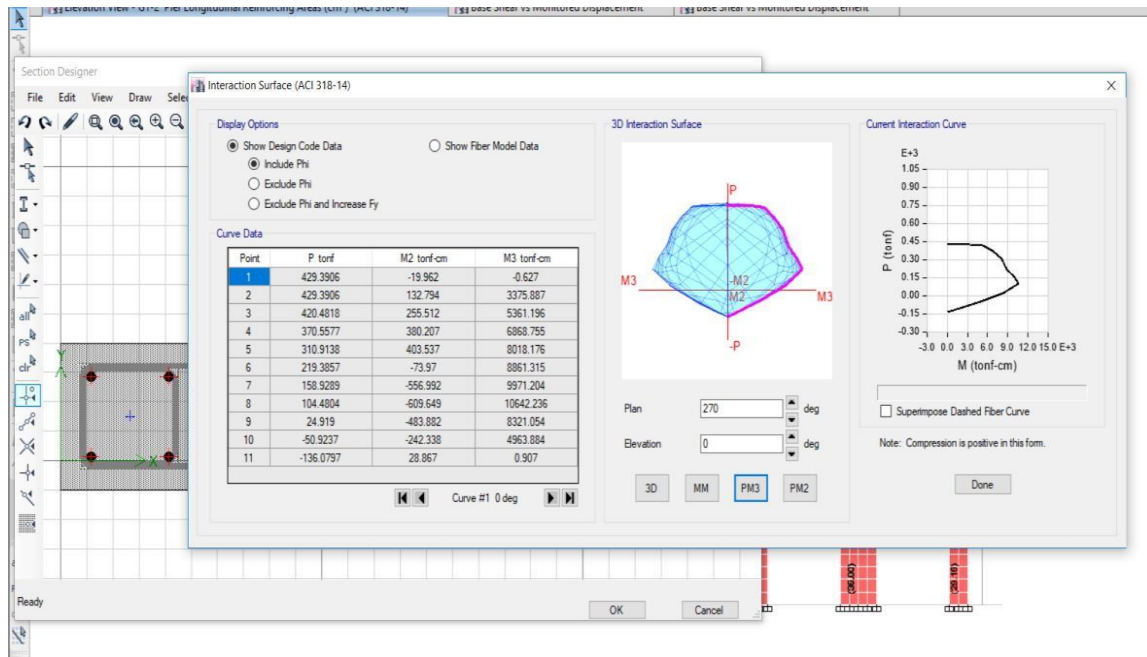 Elevation View - GT-2 Pier Longitudinal Reinforcing Areas (cm²) (ACI 318-14)
Base Shear vs Monitored Displacement
Base Shear vs Monitored Displacement
Section Designer
File Edit View Draw
Interaction Surface (ACI 318-14)
X
Display Options
Show Design Code Data
Show Fiber Model Data
Include Phi
Exclude Phi
Exclude Phi and Increase Fy
Curve Data
Point P tonf M2 tonf-cm M3 tonf-cm
1 429.3906 -19.962 -0.627
2 429.3906 132.794 3375.887
3 420.4818 255.512 5361.196
4 370.5577 380.207 6868.755
5 310.9138 403.537 8018.176
6 219.3857 -73.97 8861.315
7 158.9289 -556.992 9971.204
8 104.4804 -609.649 10642.236
9 24.919 -483.882 8321.054
10 -50.9237 -242.338 4963.884
11 -136.0797 28.867 0.907
Curve #1 0 deg
3D Interaction Surface
P
M3
-M2
M2
M3
-P
Plan 270 deg
Elevation 0 deg
3D MM PM3 PM2
Current Interaction Curve
E+3
1.05
0.90
0.75
0.60
0.45
0.30
0.15
0.00
-0.15
-0.30
P (tonf)
-3.0 0.0 3.0 6.0 9.0 12.0 15.0 E+3
M (tonf-cm)
Superimpose Dashed Fiber Curve
Note: Compression is positive in this form.
Done
all
PS
clr
Y
X
Ready
OK Cancel
(36.00)